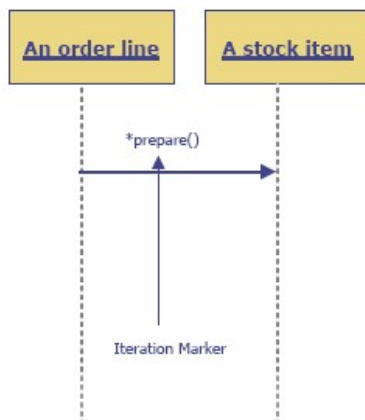 An order line
A stock item
*prepare()
Iteration Marker